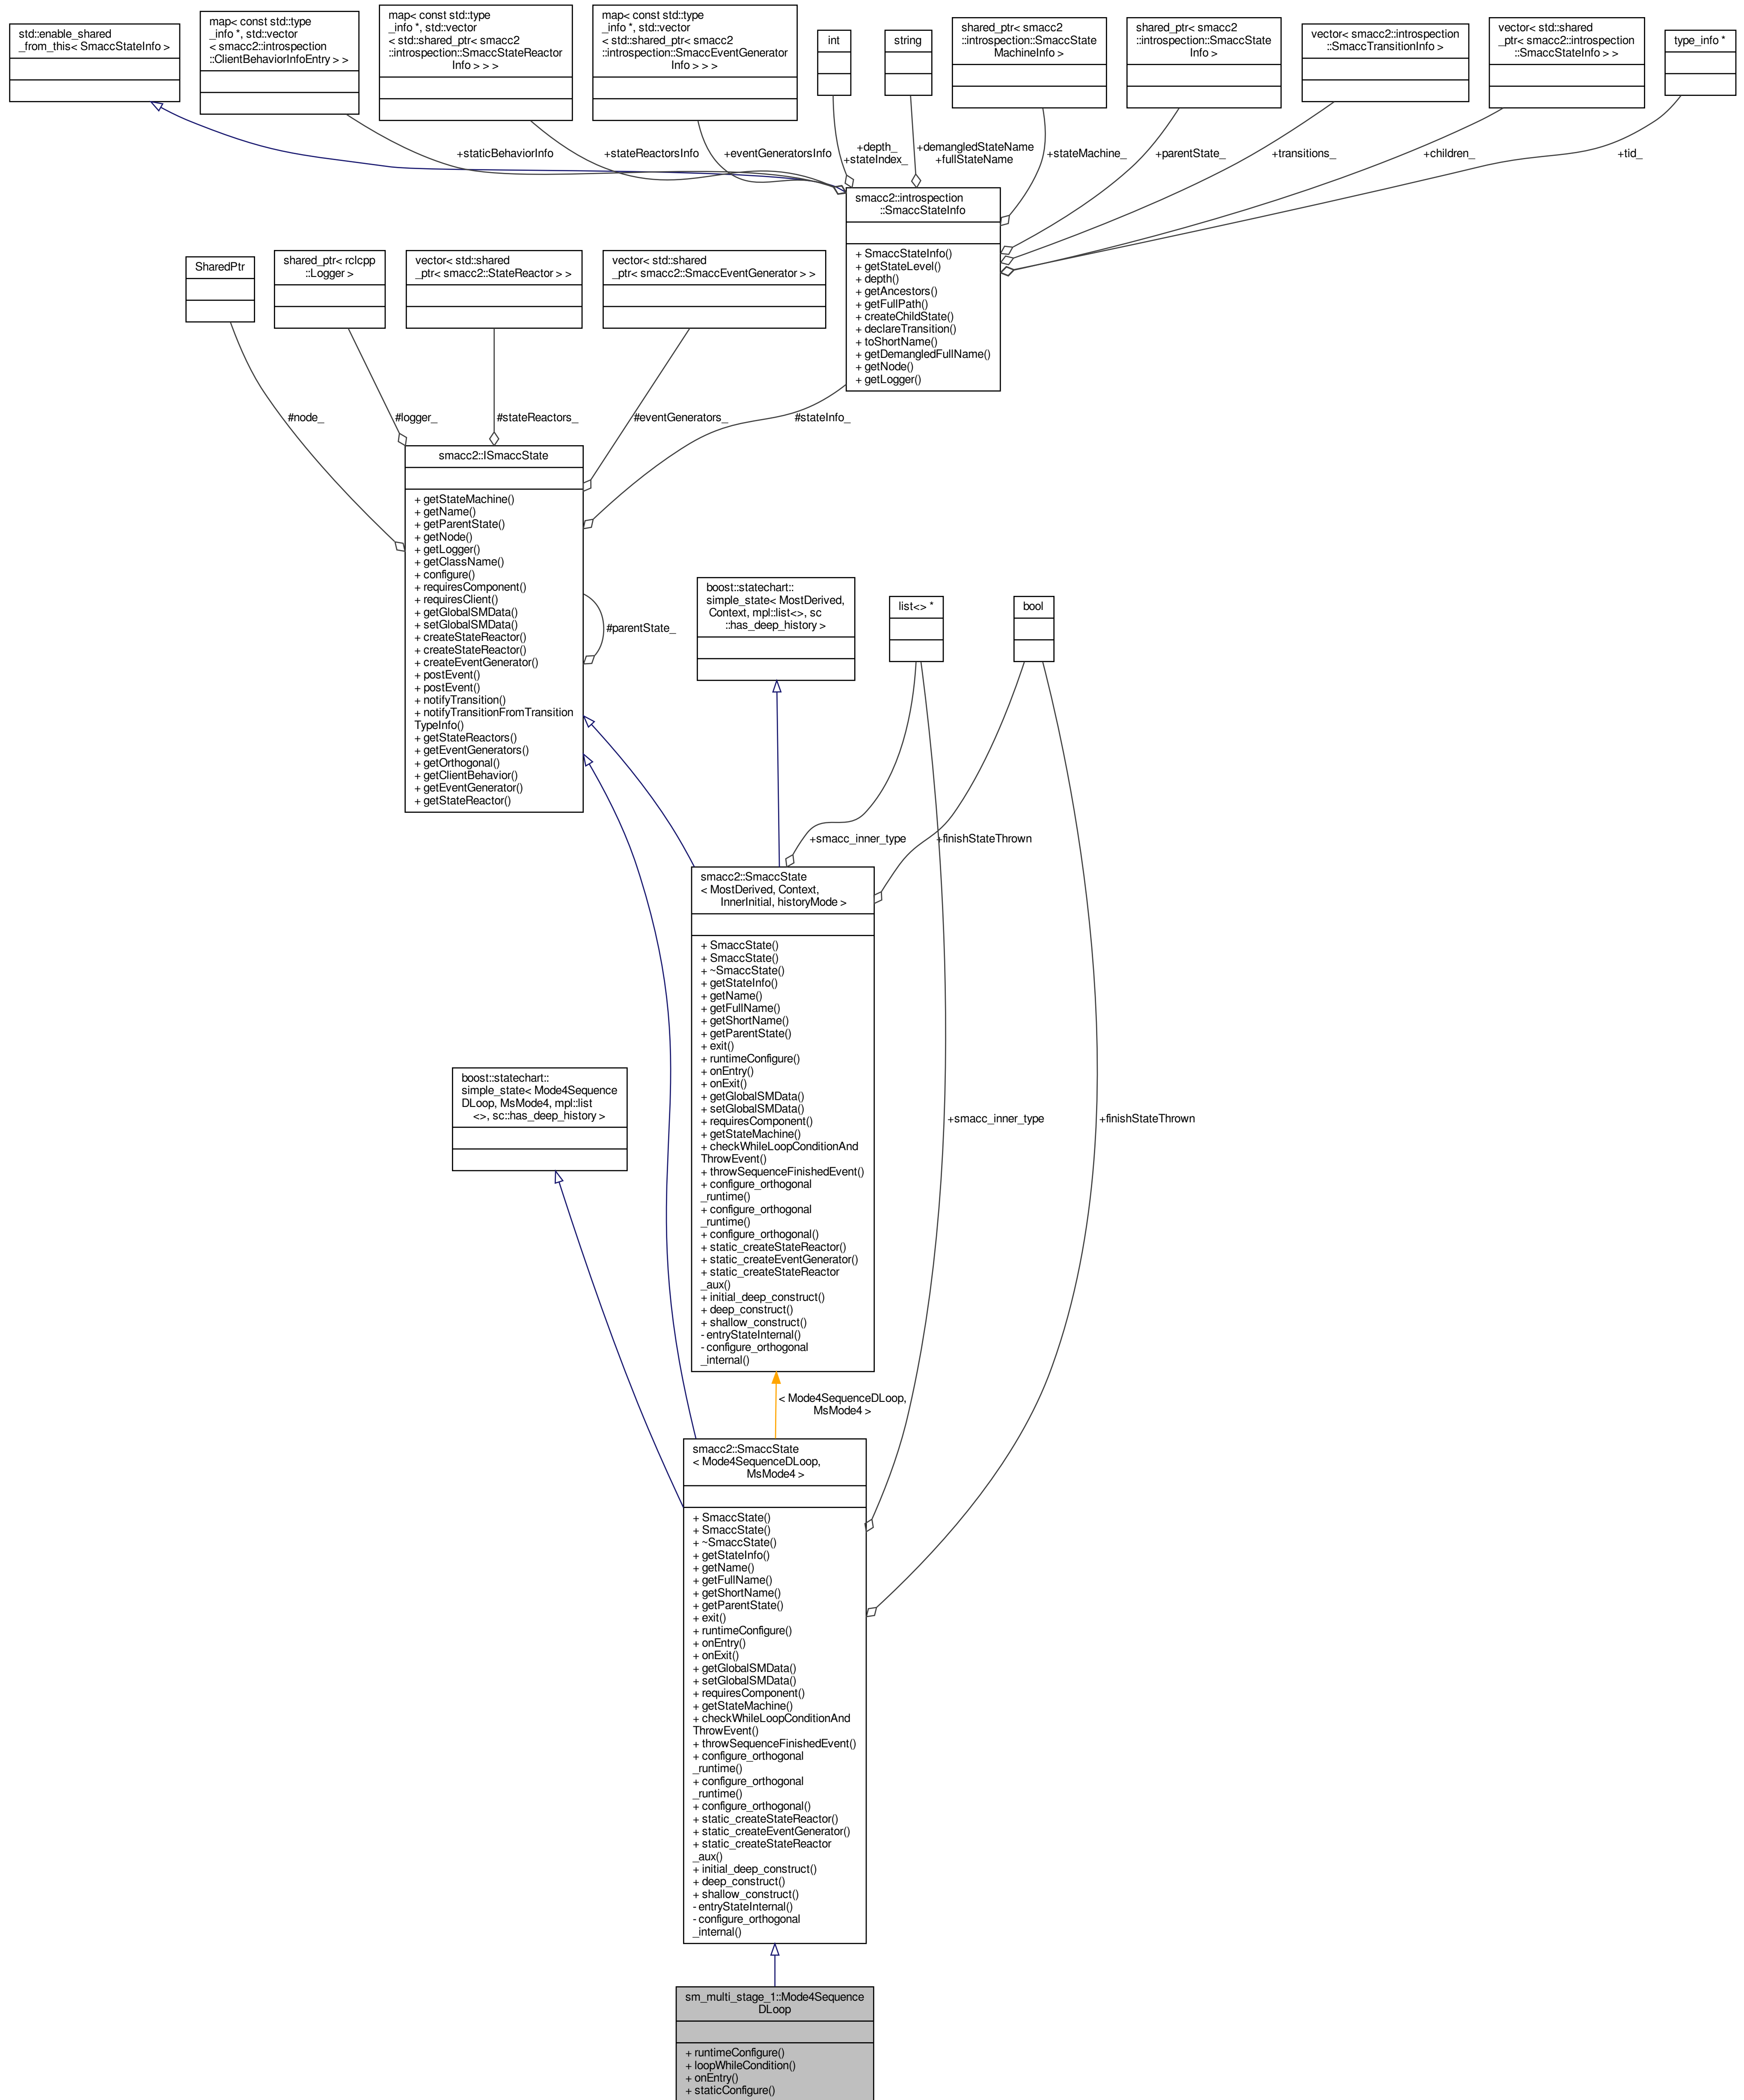 std::enable_shared
_from_this< SmaccStateInfo >
map< const std::type
_info *, std::vector
< smacc2::introspection
::ClientBehaviorInfoEntry > >
map< const std::type
_info *, std::vector
< std::shared_ptr< smacc2
::introspection::SmaccStateReactor
Info > > >
map< const std::type
_info *, std::vector
< std::shared_ptr< smacc2
::introspection::SmaccEventGenerator
Info > > >
int
string
shared_ptr< smacc2
::introspection::SmaccState
MachineInfo >
shared_ptr< smacc2
::introspection::SmaccState
Info >
vector< smacc2::introspection
::SmaccTransitionInfo >
vector< std::shared
_ptr< smacc2::introspection
::SmaccStateInfo > >
type_info *
+staticBehaviorInfo
+stateReactorsInfo
+eventGeneratorsInfo
+depth_
+stateIndex_
+demangledStateName
+fullStateName
+stateMachine_
+parentState_
+transitions_
+children_
+tid_
smacc2::introspection
::SmaccStateInfo
+ SmaccStateInfo()
+ getStateLevel()
+ depth()
+ getAncestors()
+ getFullPath()
+ createChildState()
+ declareTransition()
+ toShortName()
+ getDemangledFullName()
+ getNode()
+ getLogger()
SharedPtr
shared_ptr< rclcpp
::Logger >
vector< std::shared
_ptr< smacc2::StateReactor > >
vector< std::shared
_ptr< smacc2::SmaccEventGenerator > >
#node_
#logger_
#stateReactors_
#eventGenerators_
#stateInfo_
smacc2::ISmaccState
+ getStateMachine()
+ getName()
+ getParentState()
+ getNode()
+ getLogger()
+ getClassName()
+ configure()
+ requiresComponent()
+ requiresClient()
+ getGlobalSMData()
+ setGlobalSMData()
+ createStateReactor()
+ createStateReactor()
+ createEventGenerator()
+ postEvent()
+ postEvent()
+ notifyTransition()
+ notifyTransitionFromTransition
TypeInfo()
+ getStateReactors()
+ getEventGenerators()
+ getOrthogonal()
+ getClientBehavior()
+ getEventGenerator()
+ getStateReactor()
#parentState_
boost::statechart::
simple_state< MostDerived,
Context, mpl::list<>, sc
::has_deep_history >
list<> *
bool
+smacc_inner_type
+finishStateThrown
smacc2::SmaccState
< MostDerived, Context,
InnerInitial, historyMode >
+ SmaccState()
+ SmaccState()
+ ~SmaccState()
+ getStateInfo()
+ getName()
+ getFullName()
+ getShortName()
+ getParentState()
+ exit()
+ runtimeConfigure()
+ onEntry()
+ onExit()
+ getGlobalSMData()
+ setGlobalSMData()
+ requiresComponent()
+ getStateMachine()
+ checkWhileLoopConditionAnd
ThrowEvent()
+ throwSequenceFinishedEvent()
+ configure_orthogonal
_runtime()
+ configure_orthogonal
_runtime()
+ configure_orthogonal()
+ static_createStateReactor()
+ static_createEventGenerator()
+ static_createStateReactor
_aux()
+ initial_deep_construct()
+ deep_construct()
+ shallow_construct()
- entryStateInternal()
- configure_orthogonal
_internal()
boost::statechart::
simple_state< Mode4Sequence
DLoop, MsMode4, mpl::list
<>, sc::has_deep_history >
+smacc_inner_type
+finishStateThrown
< Mode4SequenceDLoop,
MsMode4 >
smacc2::SmaccState
< Mode4SequenceDLoop,
MsMode4 >
+ SmaccState()
+ SmaccState()
+ ~SmaccState()
+ getStateInfo()
+ getName()
+ getFullName()
+ getShortName()
+ getParentState()
+ exit()
+ runtimeConfigure()
+ onEntry()
+ onExit()
+ getGlobalSMData()
+ setGlobalSMData()
+ requiresComponent()
+ getStateMachine()
+ checkWhileLoopConditionAnd
ThrowEvent()
+ throwSequenceFinishedEvent()
+ configure_orthogonal
_runtime()
+ configure_orthogonal
_runtime()
+ configure_orthogonal()
+ static_createStateReactor()
+ static_createEventGenerator()
+ static_createStateReactor
_aux()
+ initial_deep_construct()
+ deep_construct()
+ shallow_construct()
- entryStateInternal()
- configure_orthogonal
_internal()
sm_multi_stage_1::Mode4Sequence
DLoop
+ runtimeConfigure()
+ loopWhileCondition()
+ onEntry()
+ staticConfigure()